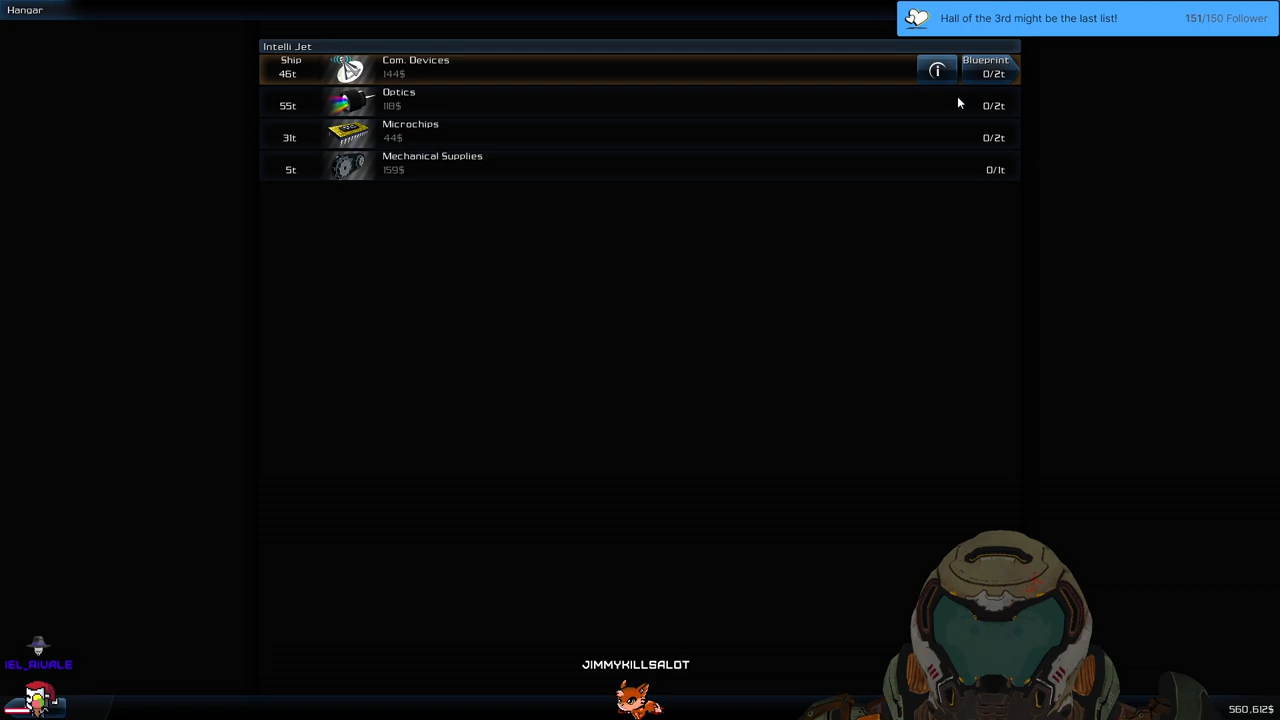 Hangar
Hall of the 3rd might be the last list!
151/150 Follower
Intelli Jet
Ship
Com. Devices
Blueprint
46t
144$
0/2t
Optics
55t
118$
0/2t
Microchips
31t
44$
0/2t
Mechanical Supplies
5t
159$
0/1t
IEL_RIVALE
JIMMYKILLSALOT
560,612$